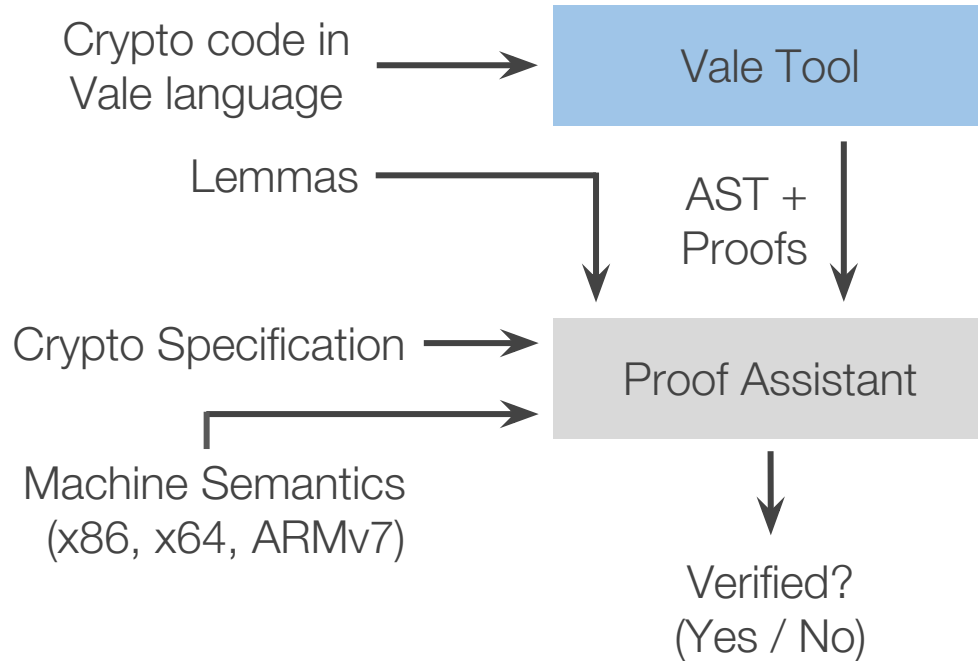 Crypto code in
Vale language
Vale Tool
Lemmas
AST +
Proofs
Crypto Specification
Proof Assistant
Machine Semantics
(x86, x64, ARMv7)
Verified?
(Yes / No)